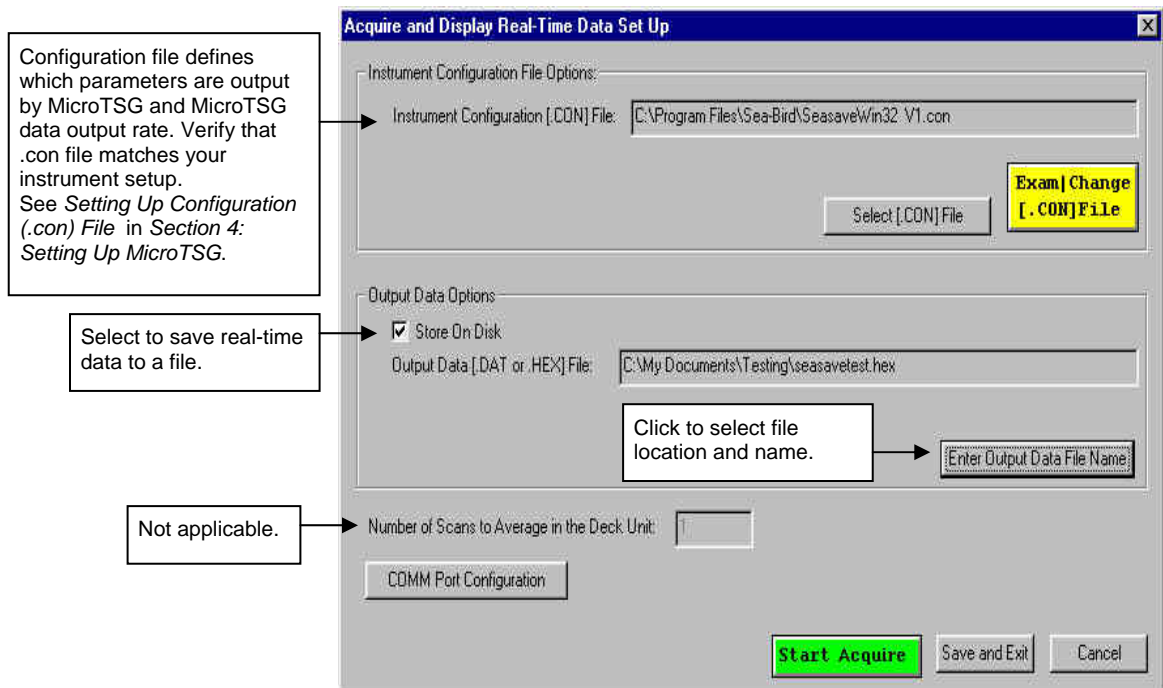 Acquire and Display Real-Time Data Set Up
Configuration file defines
which parameters are output
by MicroTSG and MicroTSG
data output rate. Verify that
.con file matches your
instrument setup.
See Setting Up Configuration
(.con) File in Section 4:
Setting Up MicroTSG.
Instrument Configuration File Options:
Instrument Configuration [.CON] File: C:\Program Files\Sea-Bird\SeasaveWin32 V1.con
Select [.CON] File
Exam|Change
[.CON]File
Output Data Options
Select to save real-time
data to a file.
Store On Disk
Output Data [.DAT or .HEX] File: C:\My Documents\Testing\seasavetest.hex
Click to select file
location and name.
Enter Output Data File Name
Not applicable.
Number of Scans to Average in the Deck Unit: 1
COMM Port Configuration
Start Acquire
Save and Exit
Cancel